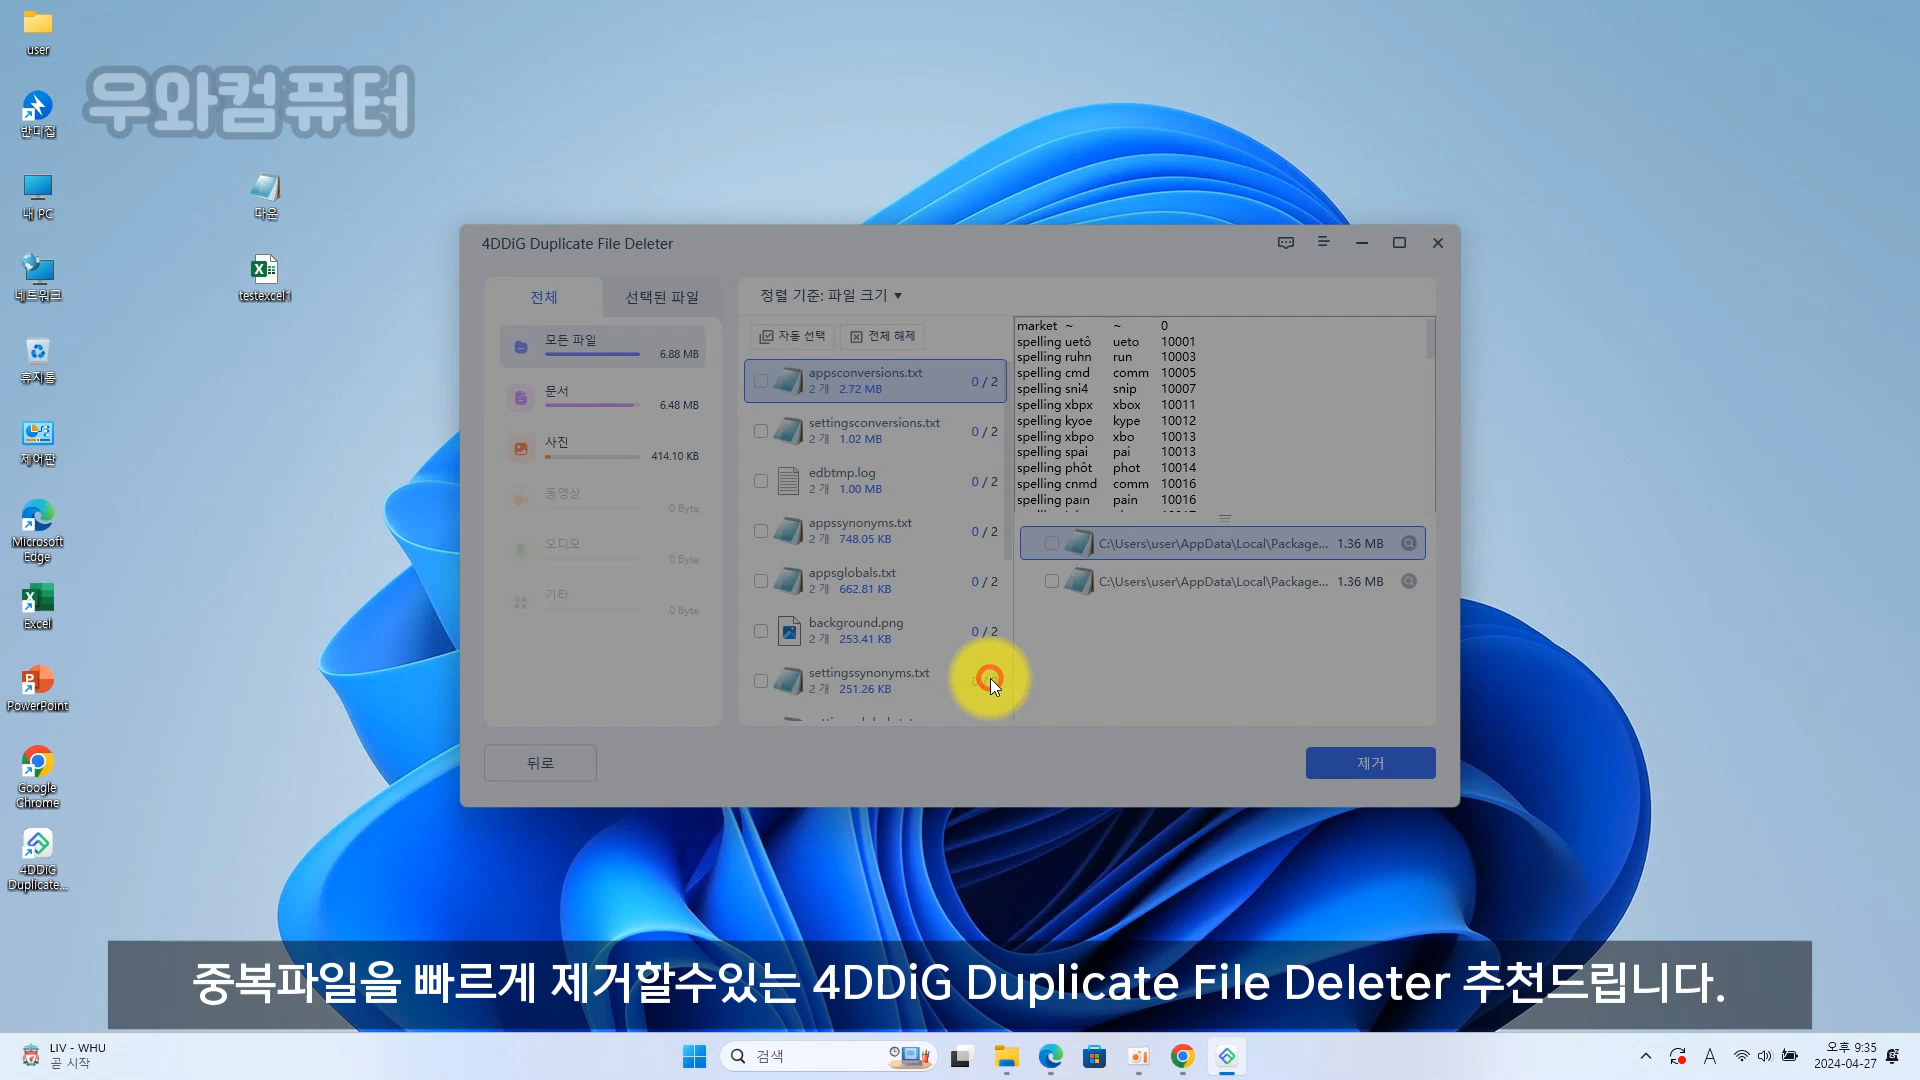 user
우와컴퓨터
반디집
다운
내 PC
testexcel1
네트워크
휴지통
제어판
Microsoft
Edge
Excel
PowerPoint
Google
Chrome
4DDiG
Duplicate...
4DDiG Duplicate File Deleter
전체
선택된 파일
모든 파일
6.88 MB
문서
6.48 MB
사진
414.10 KB
동영상
0 Byte
오디오
0 Byte
기타
0 Byte
정렬 기준: 파일 크기
자동 선택
전체 해제
appsconversions.txt
2 개 2.72 MB
0 / 2
settingsconversions.txt
2 개 1.02 MB
0 / 2
edbtmp.log
2 개 1.00 MB
0 / 2
appssynonyms.txt
2 개 748.05 KB
0 / 2
appsglobals.txt
2 개 662.81 KB
0 / 2
background.png
2 개 253.41 KB
0 / 2
settingssynonyms.txt
2 개 251.26 KB
market ~ ~ 0
spelling uetô ueto 10001
spelling ruhn run 10003
spelling cmd comm 10005
spelling sni4 snip 10007
spelling xbpx xbox 10011
spelling kyoe kype 10012
spelling xbpo xbo 10013
spelling spai pai 10013
spelling phôt phot 10014
spelling cnmd comm 10016
spelling paın pain 10016
C:\Users\user\AppData\Local\Package... 1.36 MB
C:\Users\user\AppData\Local\Package... 1.36 MB
뒤로
제거
중복파일을 빠르게 제거할수있는 4DDiG Duplicate File Deleter 추천드립니다.
LIV - WHU
곧 시작
검색
A
오후 9:35
2024-04-27